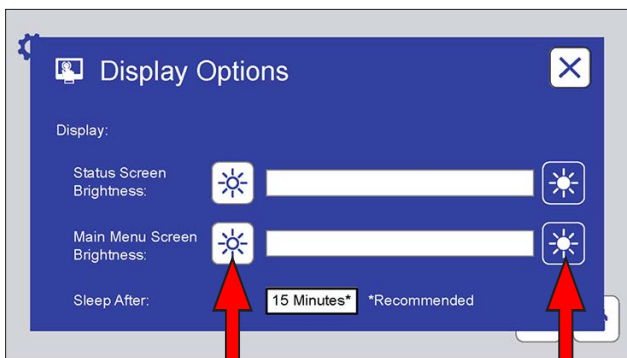 Display Options
Display:
Status Screen
Brightness:
Main Menu Screen
Brightness:
Sleep After: 15 Minutes* *Recommended